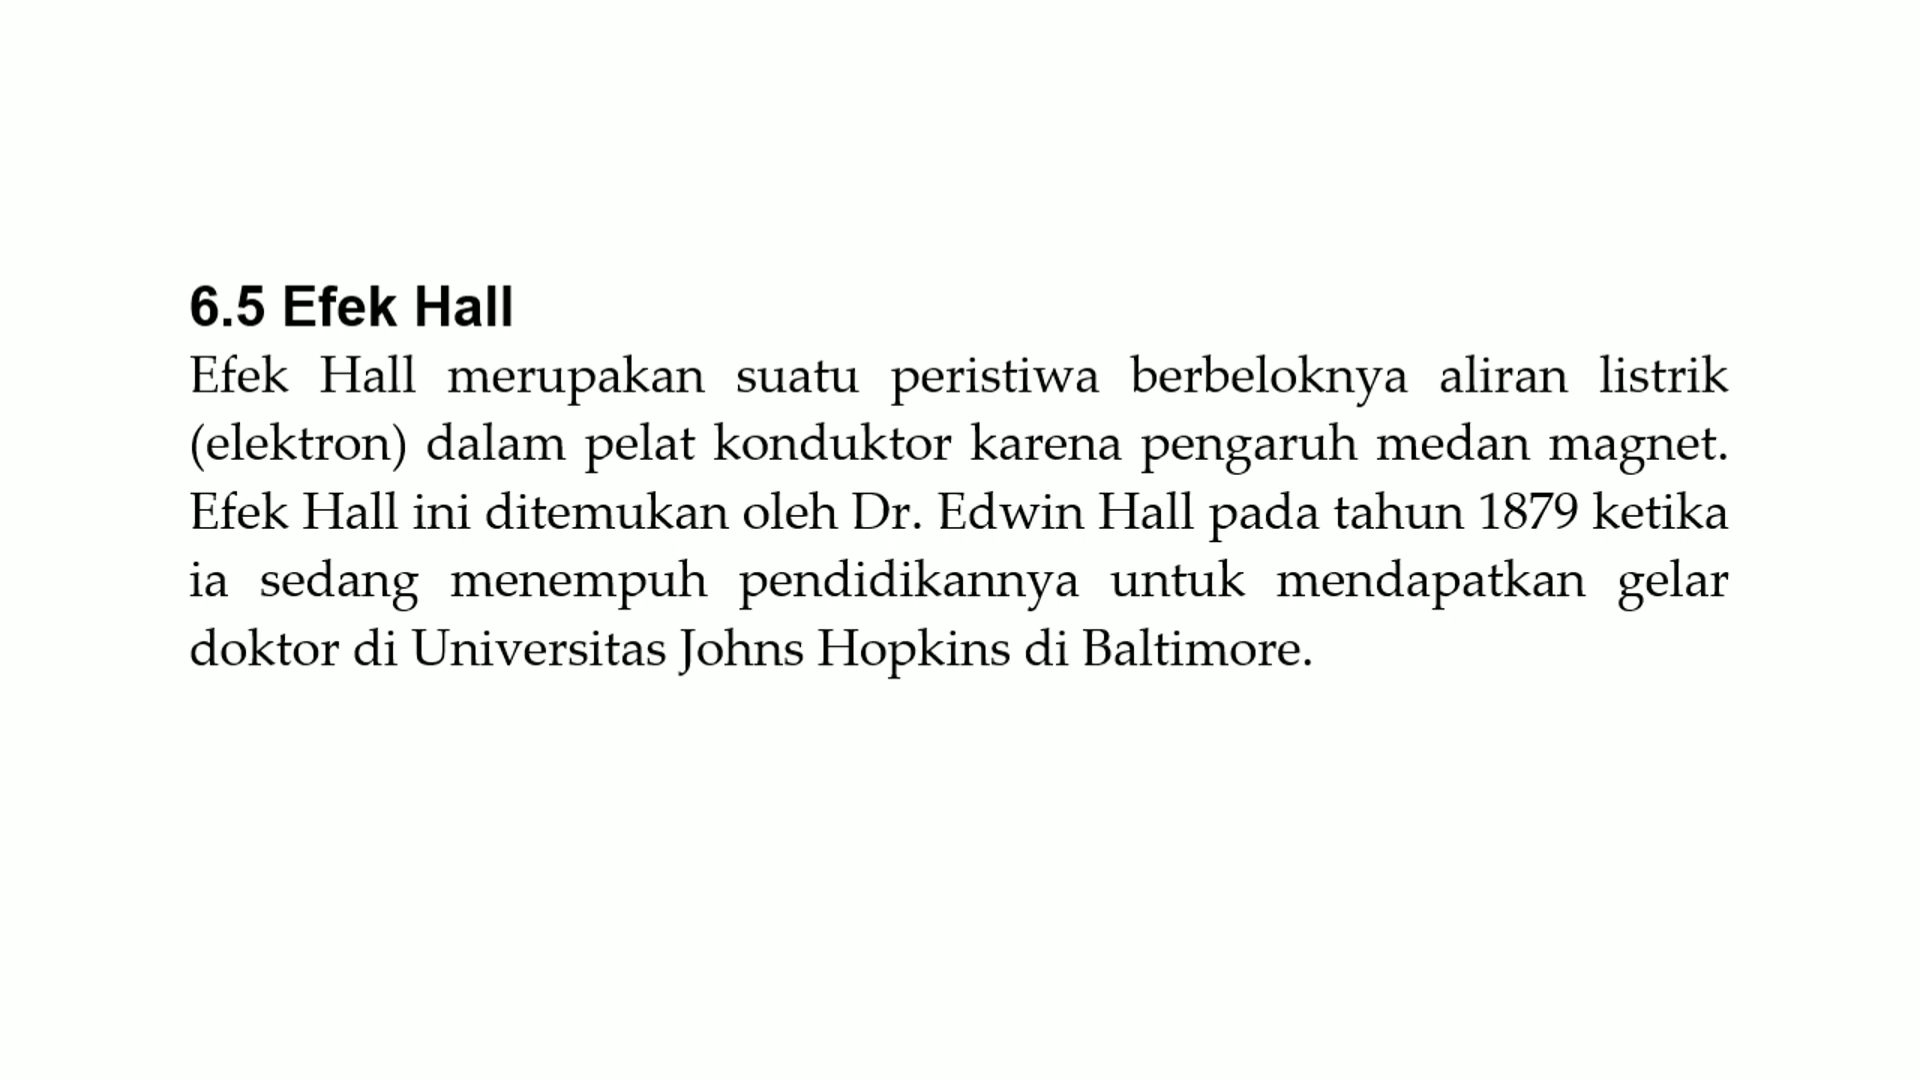 6.5 Efek Hall
Efek Hall merupakan suatu peristiwa berbeloknya aliran listrik
(elektron) dalam pelat konduktor karena pengaruh medan magnet.
Efek Hall ini ditemukan oleh Dr. Edwin Hall pada tahun 1879 ketika
ia sedang menempuh pendidikannya untuk mendapatkan gelar
doktor di Universitas Johns Hopkins di Baltimore.